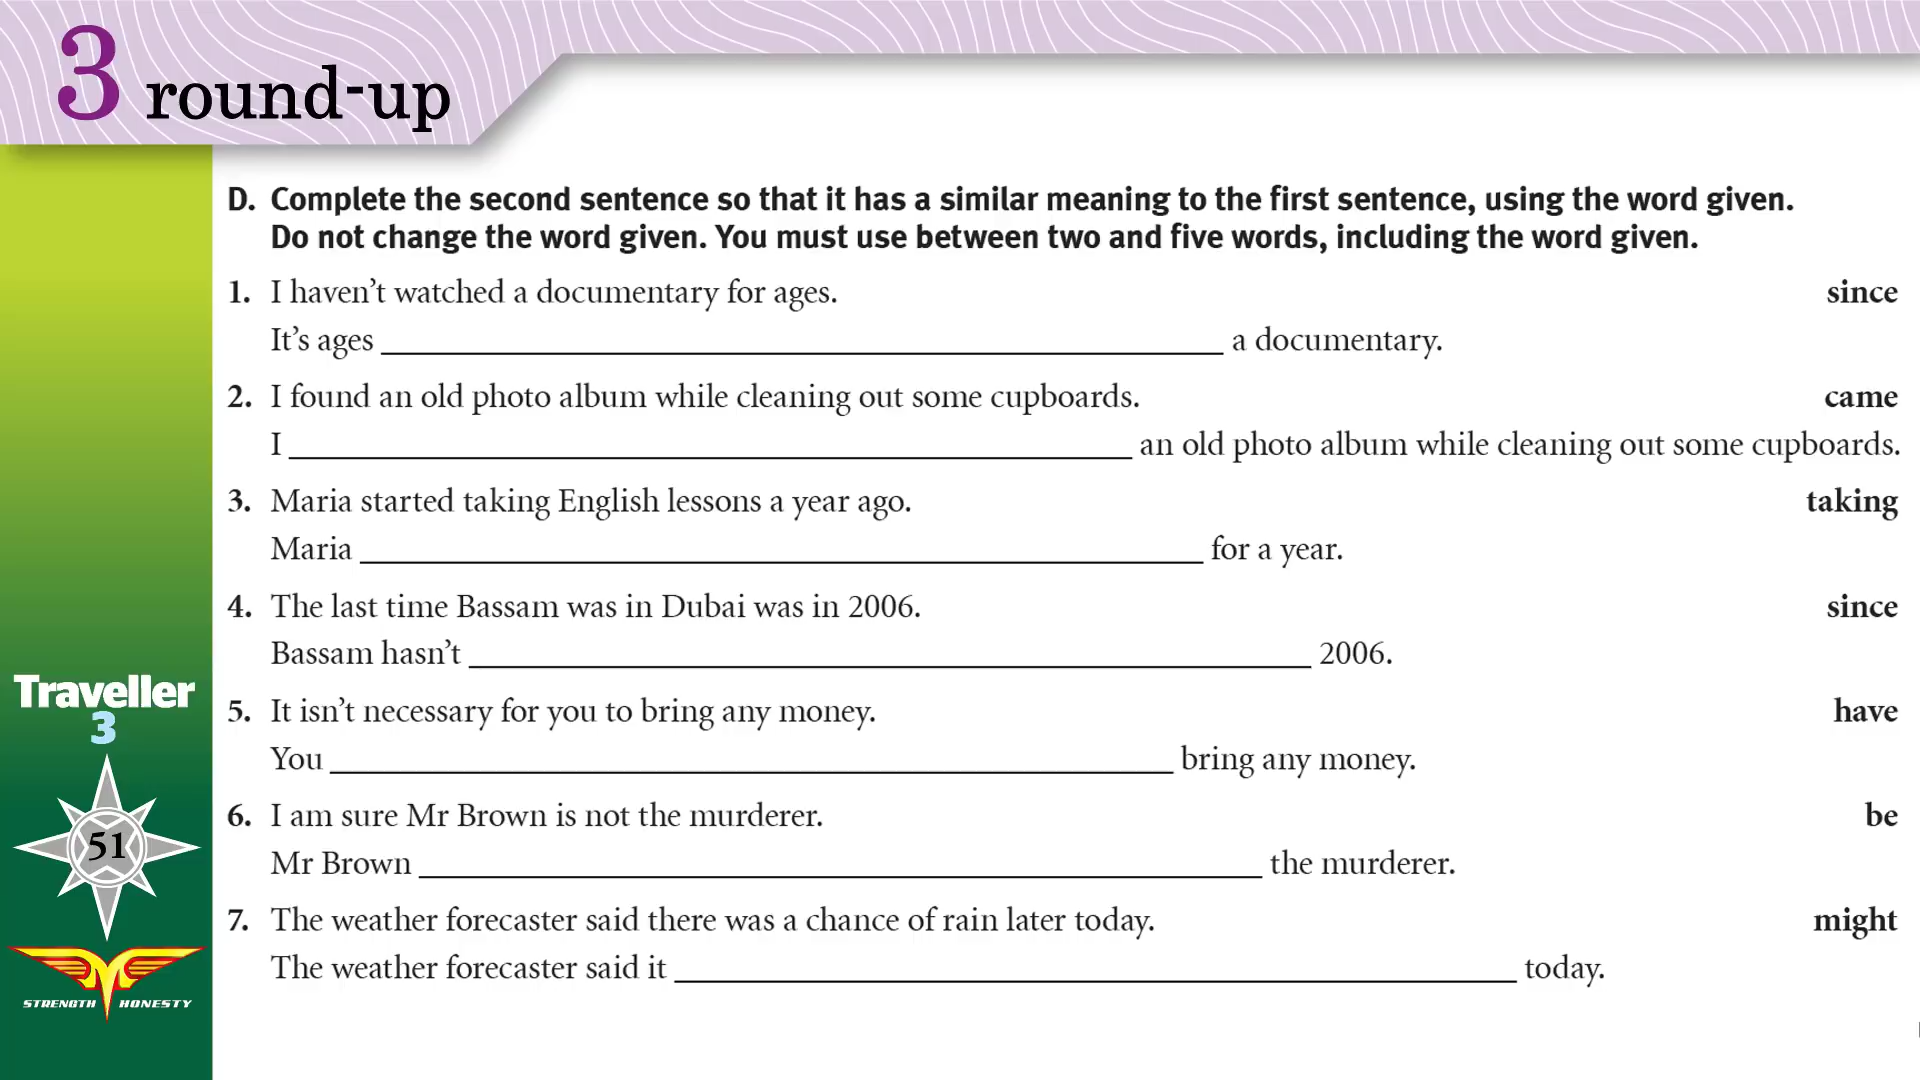 3 round-up
D. Complete the second sentence so that it has a similar meaning to the first sentence, using the word given.
Do not change the word given. You must use between two and five words, including the word given.
1. I haven’t watched a documentary for ages. since
It’s ages ______ a documentary.
2. I found an old photo album while cleaning out some cupboards. came
I ______ an old photo album while cleaning out some cupboards.
3. Maria started taking English lessons a year ago. taking
Maria ______ for a year.
4. The last time Bassam was in Dubai was in 2006. since
Bassam hasn’t ______ 2006.
5. It isn’t necessary for you to bring any money. have
You ______ bring any money.
6. I am sure Mr Brown is not the murderer. be
Mr Brown ______ the murderer.
7. The weather forecaster said there was a chance of rain later today. might
The weather forecaster said it ______ today.
Traveller
3
51
STRENGTH HONESTY